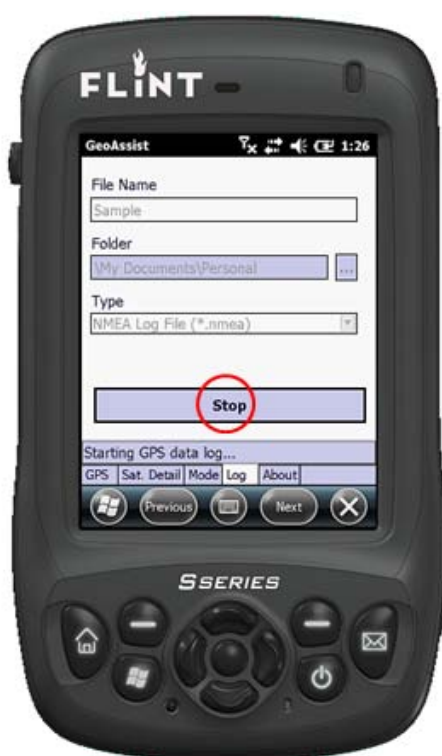 FLiNT
GeoAssist 1:26
File Name
Sample
Folder
\My Documents\Personal ...
Type
NMEA Log File (*.nmea)
Stop
Starting GPS data log...
GPS Sat. Detail Mode Log About
Previous Next
SSERIES